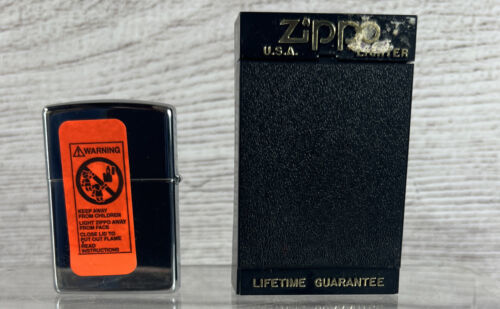 ⚠WARNING
KEEP AWAY
FROM CHILDREN
LIGHT ZIPPO AWAY
FROM FACE
CLOSE LID TO
PUT OUT FLAME
READ
INSTRUCTIONS
Zippo
U.S.A. LIGHTER
LIFETIME GUARANTEE